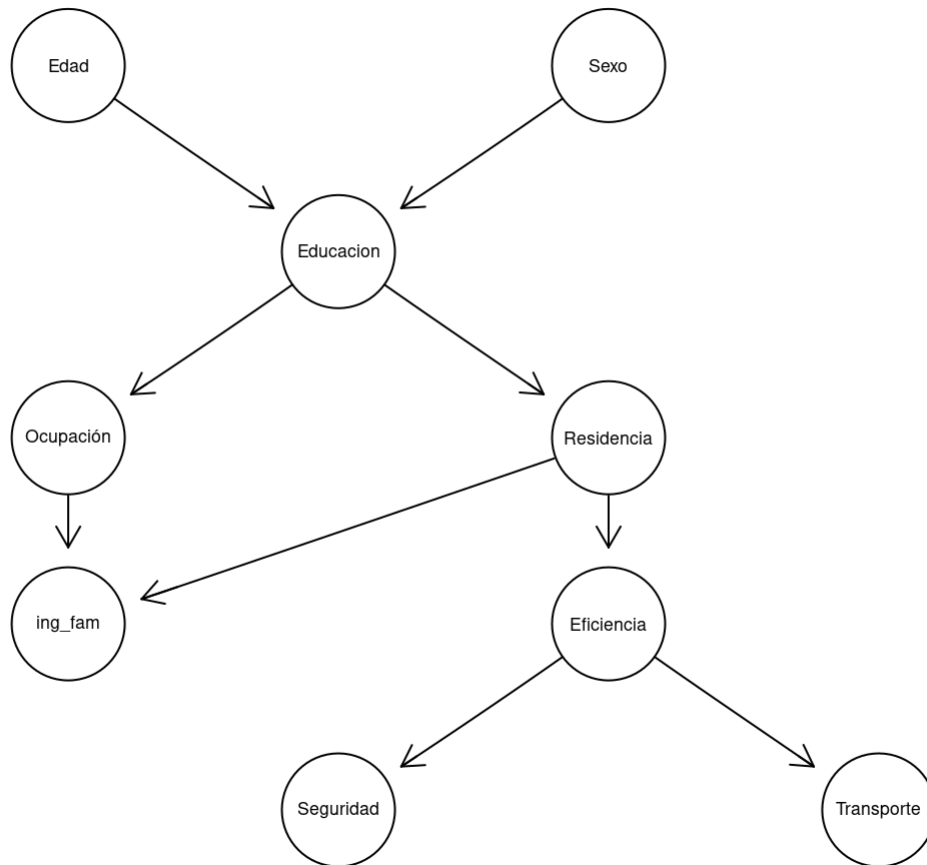 Edad
Sexo
Educacion
Ocupación
Residencia
ing_fam
Eficiencia
Seguridad
Transporte